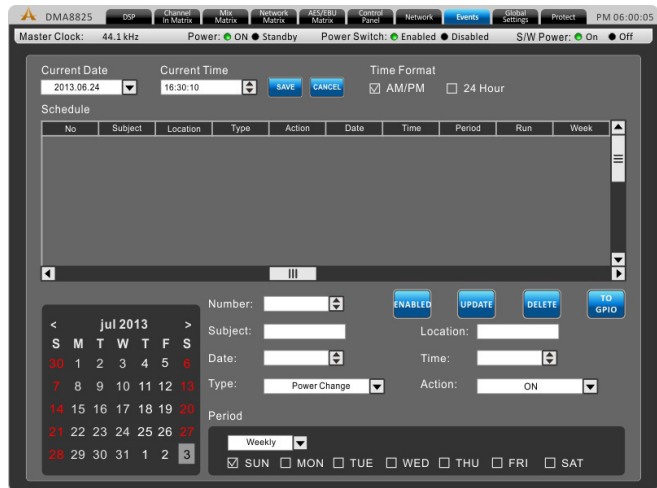 DMA8825 DSP Channel In Matrix Mix Matrix Network Matrix AES/EBU Matrix Control Panel Network Events Global Settings Protect PM 06:00:05
Master Clock: 44.1 kHz Power: ON Standby Power Switch: Enabled Disabled S/W Power: On Off
Current Date Current Time Time Format
2013.06.24 16:30:10 SAVE CANCEL AM/PM 24 Hour
Schedule
No Subject Location Type Action Date Time Period Run Week
Number: ENABLED UPDATE DELETE TO GPIO
< jul 2013 >
Subject: Location:
S M T W T F S
Date: Time:
30 1 2 3 4 5 6
7 8 9 10 11 12 13
Type: Power Change Action: ON
14 15 16 17 18 19 20
Period
21 22 23 24 25 26 27
Weekly
28 29 30 31 1 2 3
SUN MON TUE WED THU FRI SAT